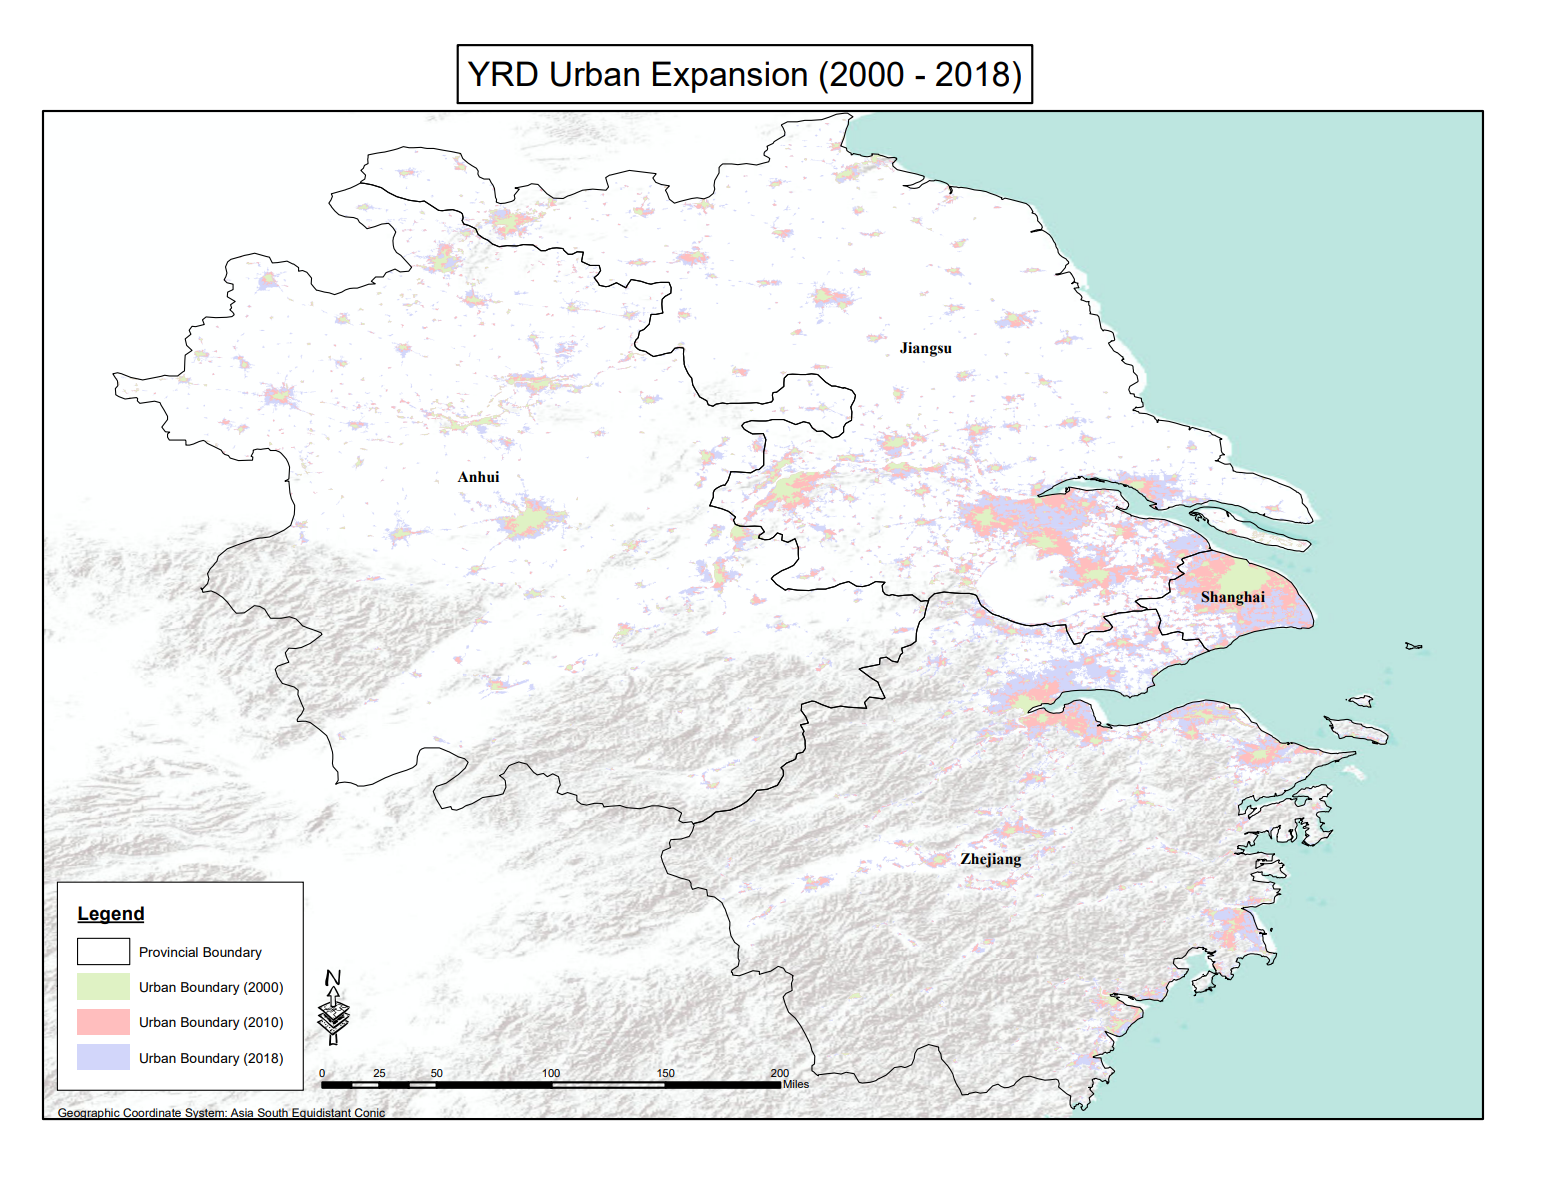 YRD Urban Expansion (2000 - 2018)
Jiangsu
Anhui
Shanghai
Zhejiang
Legend
Provincial Boundary
Urban Boundary (2000)
Urban Boundary (2010)
Urban Boundary (2018)
N
0 25 50 100 150 200
Miles
Geographic Coordinate System: Asia South Equidistant Conic